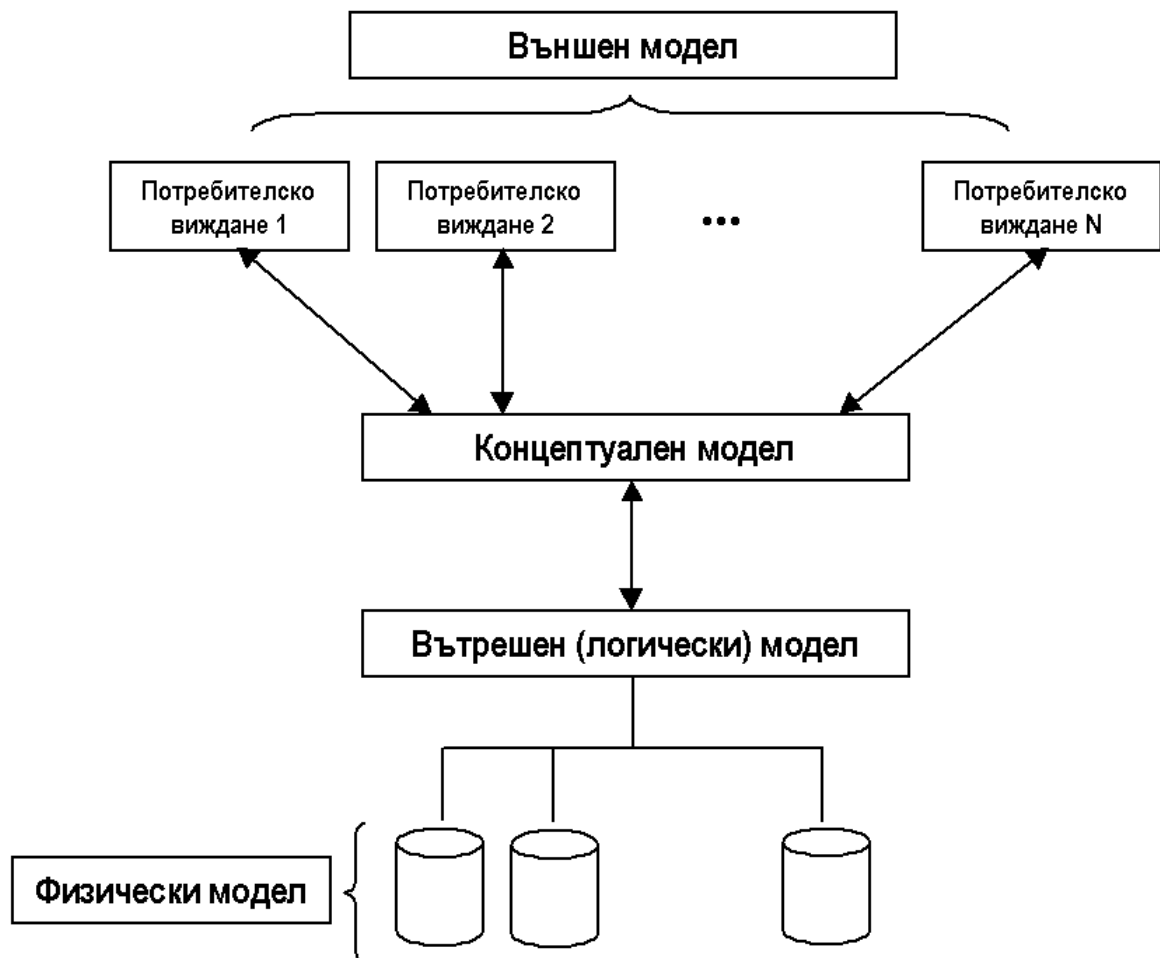 Външен модел
Потребителско
виждане 1
Потребителско
виждане 2
...
Потребителско
виждане N
Концептуален модел
Вътрешен (логически) модел
Физически модел